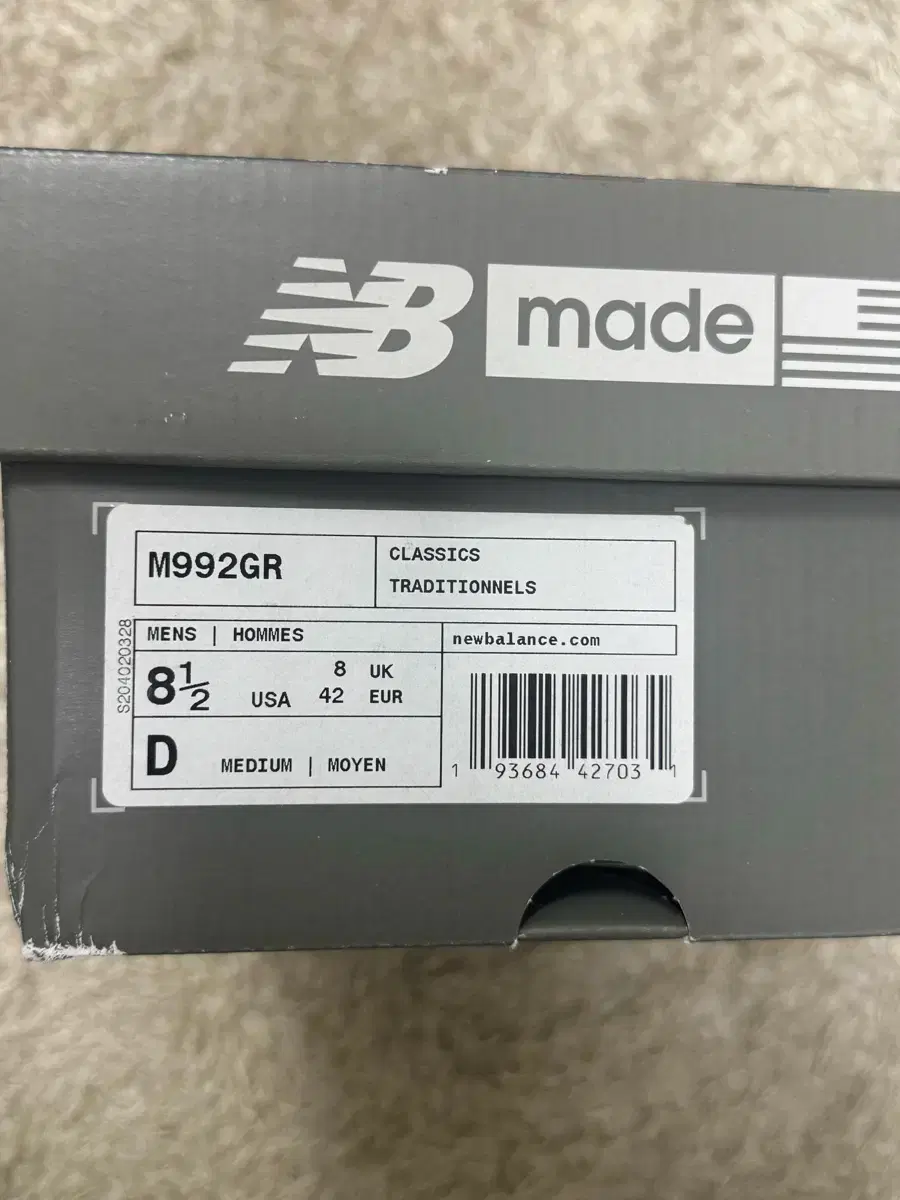 NB made
M992GR
CLASSICS
TRADITIONNELS
MENS | HOMMES
newbalance.com
8½ USA 8 UK
42 EUR
D MEDIUM | MOYEN
S204020328
1 93684 42703 1